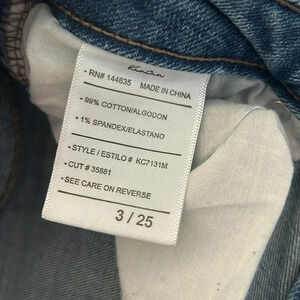 KanCan
• RN# 144635 MADE IN CHINA
• 99% COTTON/ALGODON
• 1% SPANDEX/ELASTANO
• STYLE / ESTILO # KC7131M
• CUT # 35881
• SEE CARE ON REVERSE
3 / 25